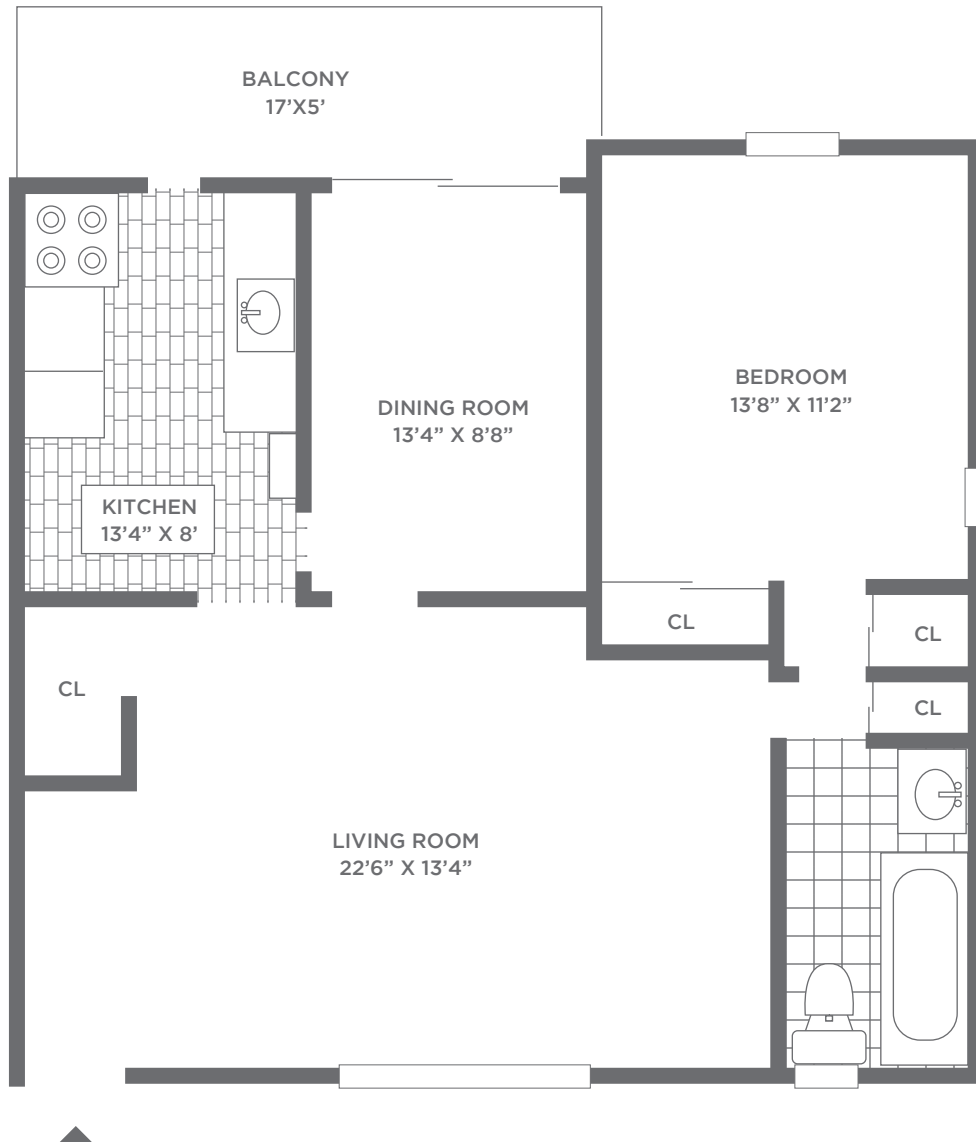 BALCONY
17’X5’
BEDROOM
13’8” X 11’2”
DINING ROOM
13’4” X 8’8”
KITCHEN
13’4” X 8’
CL
CL
CL
CL
LIVING ROOM
22’6” X 13’4”